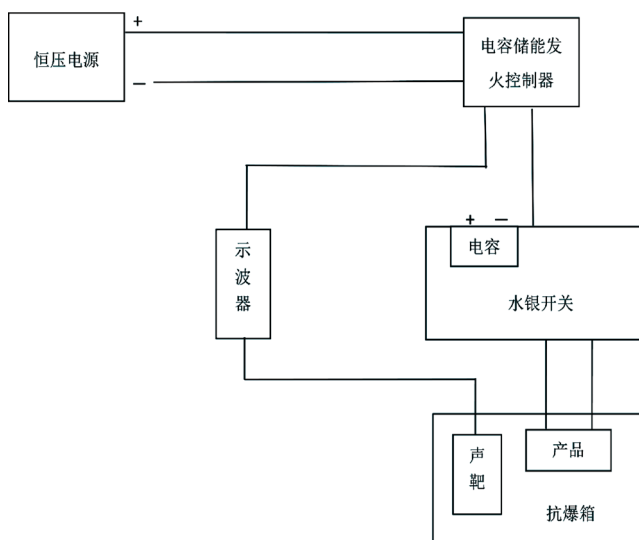 +
恒压电源
电容储能发
火控制器
—
+ —
电容
示
波
器
水银开关
声
靶
产品
抗爆箱